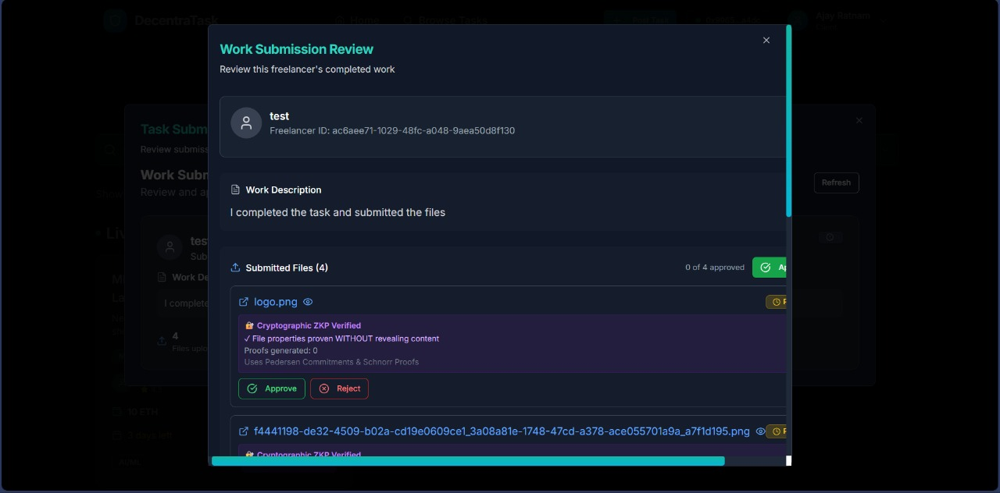 DecentraTask
Home
Browse Tasks
Ajay Ratnam
Work Submission Review
Review this freelancer's completed work
test
Freelancer ID: ac6aee71-1029-48fc-a048-9aea50d8f130
Task Subm
Review submiss
Work Subm
Review and ap
Refresh
Work Description
I completed the task and submitted the files
test
Sub
Work De
I complete
4
Files uplo
Submitted Files (4)
0 of 4 approved
Ap
logo.png
P
Cryptographic ZKP Verified
✓ File properties proven WITHOUT revealing content
Proofs generated: 0
Uses Pedersen Commitments & Schnorr Proofs
Approve
Reject
10 ETH
f4441198-de32-4509-b02a-cd19e0609ce1_3a08a81e-1748-47cd-a378-ace055701a9a_a7f1d195.png
P
Cryptographic ZKP Verified